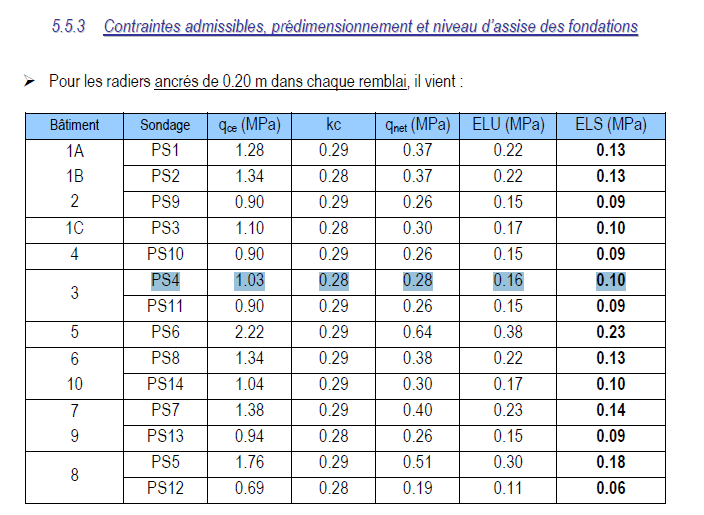 5.5.3 Contraintes admissibles, prédimensionnement et niveau d'assise des fondations
➢ Pour les radiers ancrés de 0.20 m dans chaque remblai, il vient :
Bâtiment Sondage qce (MPa) kc qnet (MPa) ELU (MPa) ELS (MPa)
1A PS1 1.28 0.29 0.37 0.22 0.13
1B PS2 1.34 0.28 0.37 0.22 0.13
2 PS9 0.90 0.29 0.26 0.15 0.09
1C PS3 1.10 0.28 0.30 0.17 0.10
4 PS10 0.90 0.29 0.26 0.15 0.09
3 PS4 1.03 0.28 0.28 0.16 0.10
PS11 0.90 0.29 0.26 0.15 0.09
5 PS6 2.22 0.29 0.64 0.38 0.23
6 PS8 1.34 0.29 0.38 0.22 0.13
10 PS14 1.04 0.29 0.30 0.17 0.10
7 PS7 1.38 0.29 0.40 0.23 0.14
9 PS13 0.94 0.28 0.26 0.15 0.09
8 PS5 1.76 0.29 0.51 0.30 0.18
PS12 0.69 0.28 0.19 0.11 0.06